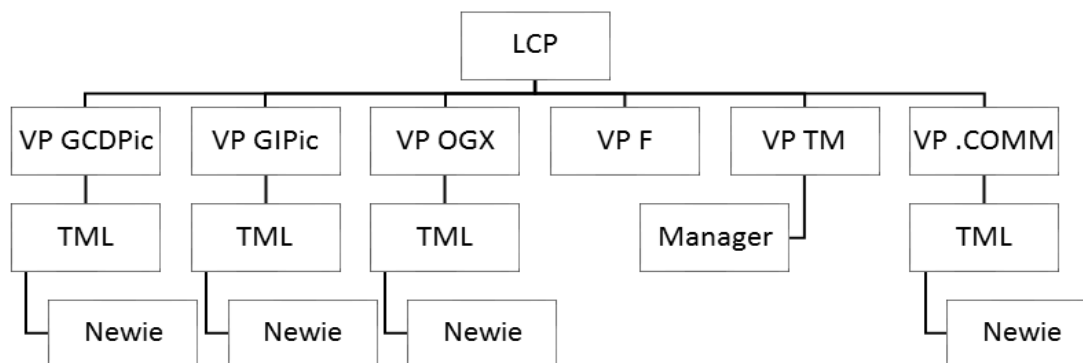 LCP
VP GCDPic
VP GIPic
VP OGX
VP F
VP TM
VP .COMM
TML
TML
TML
Manager
TML
Newie
Newie
Newie
Newie